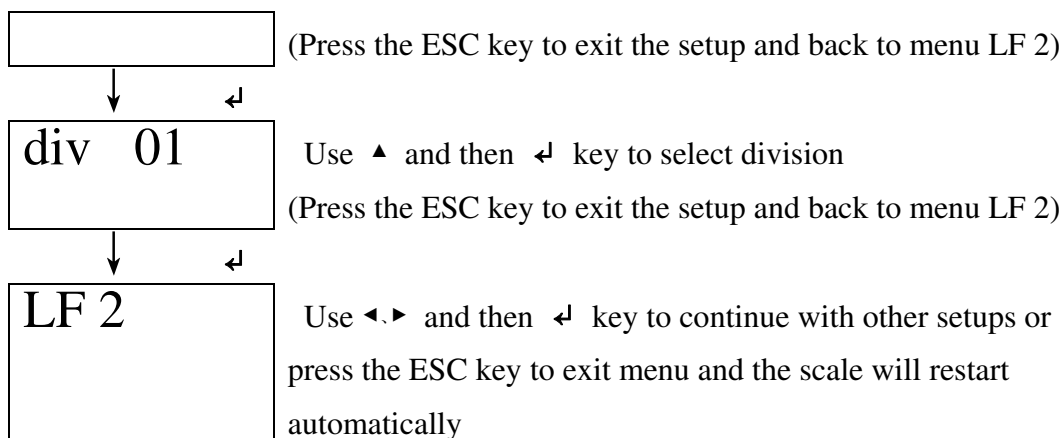 (Press the ESC key to exit the setup and back to menu LF 2)
↵
div 01 Use ▲ and then ↵ key to select division
(Press the ESC key to exit the setup and back to menu LF 2)
↵
LF 2 Use ◄、► and then ↵ key to continue with other setups or
press the ESC key to exit menu and the scale will restart
automatically